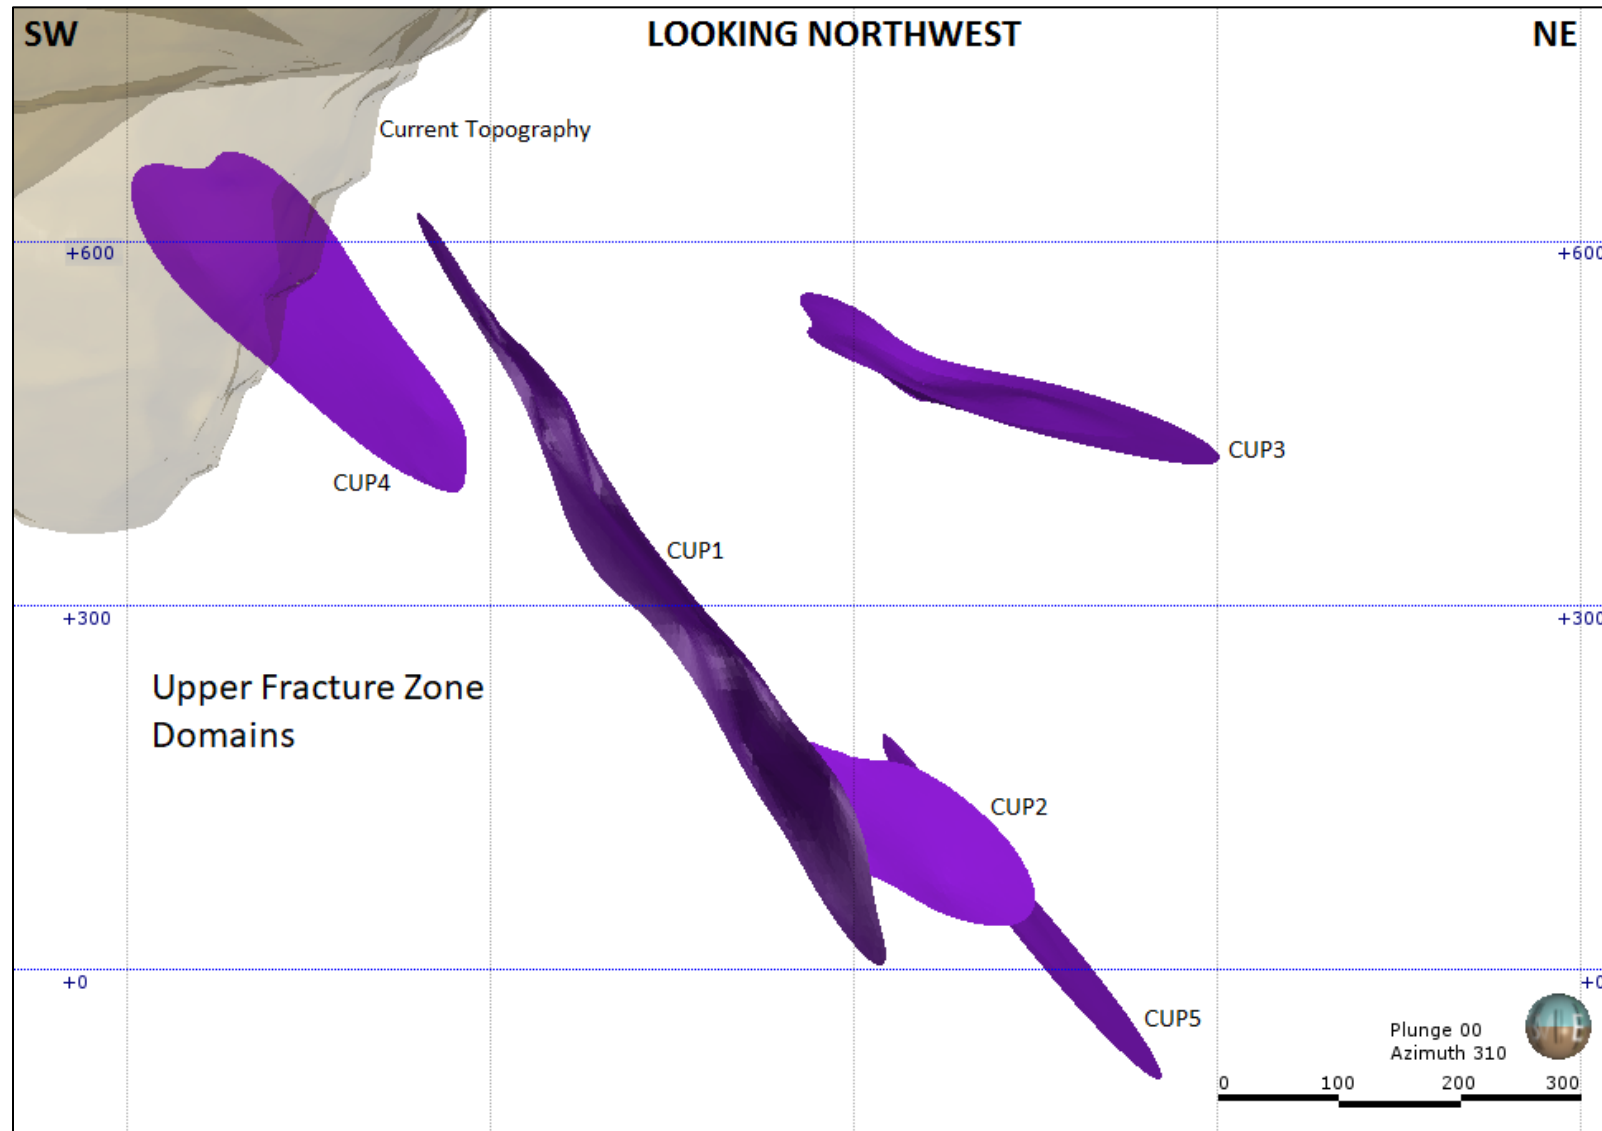 SW
LOOKING NORTHWEST
NE
Current Topography
+600
+600
CUP4
CUP3
CUP1
+300
+300
Upper Fracture Zone
Domains
CUP2
+0
+0
CUP5
Plunge 00
Azimuth 310
0 100 200 300